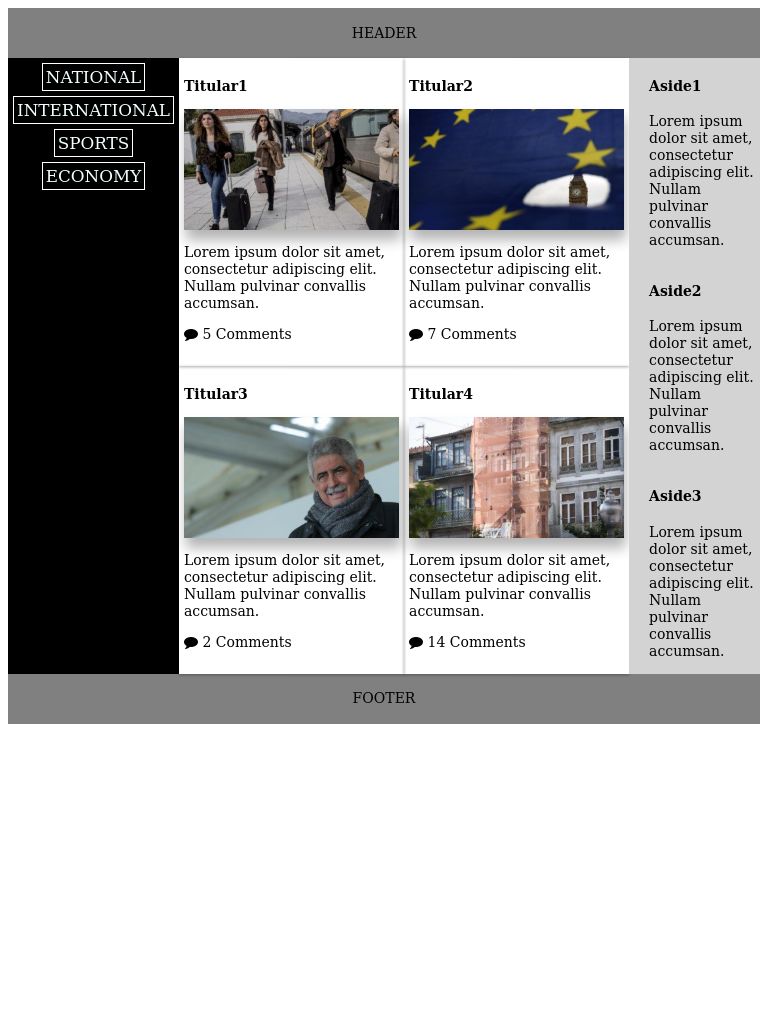 HEADER
NATIONAL
INTERNATIONAL
SPORTS
ECONOMY
Titular1
Lorem ipsum dolor sit amet,
consectetur adipiscing elit.
Nullam pulvinar convallis
accumsan.
5 Comments
Titular2
Lorem ipsum dolor sit amet,
consectetur adipiscing elit.
Nullam pulvinar convallis
accumsan.
7 Comments
Titular3
Lorem ipsum dolor sit amet,
consectetur adipiscing elit.
Nullam pulvinar convallis
accumsan.
2 Comments
Titular4
Lorem ipsum dolor sit amet,
consectetur adipiscing elit.
Nullam pulvinar convallis
accumsan.
14 Comments
Aside1
Lorem ipsum
dolor sit amet,
consectetur
adipiscing elit.
Nullam
pulvinar
convallis
accumsan.
Aside2
Lorem ipsum
dolor sit amet,
consectetur
adipiscing elit.
Nullam
pulvinar
convallis
accumsan.
Aside3
Lorem ipsum
dolor sit amet,
consectetur
adipiscing elit.
Nullam
pulvinar
convallis
accumsan.
FOOTER